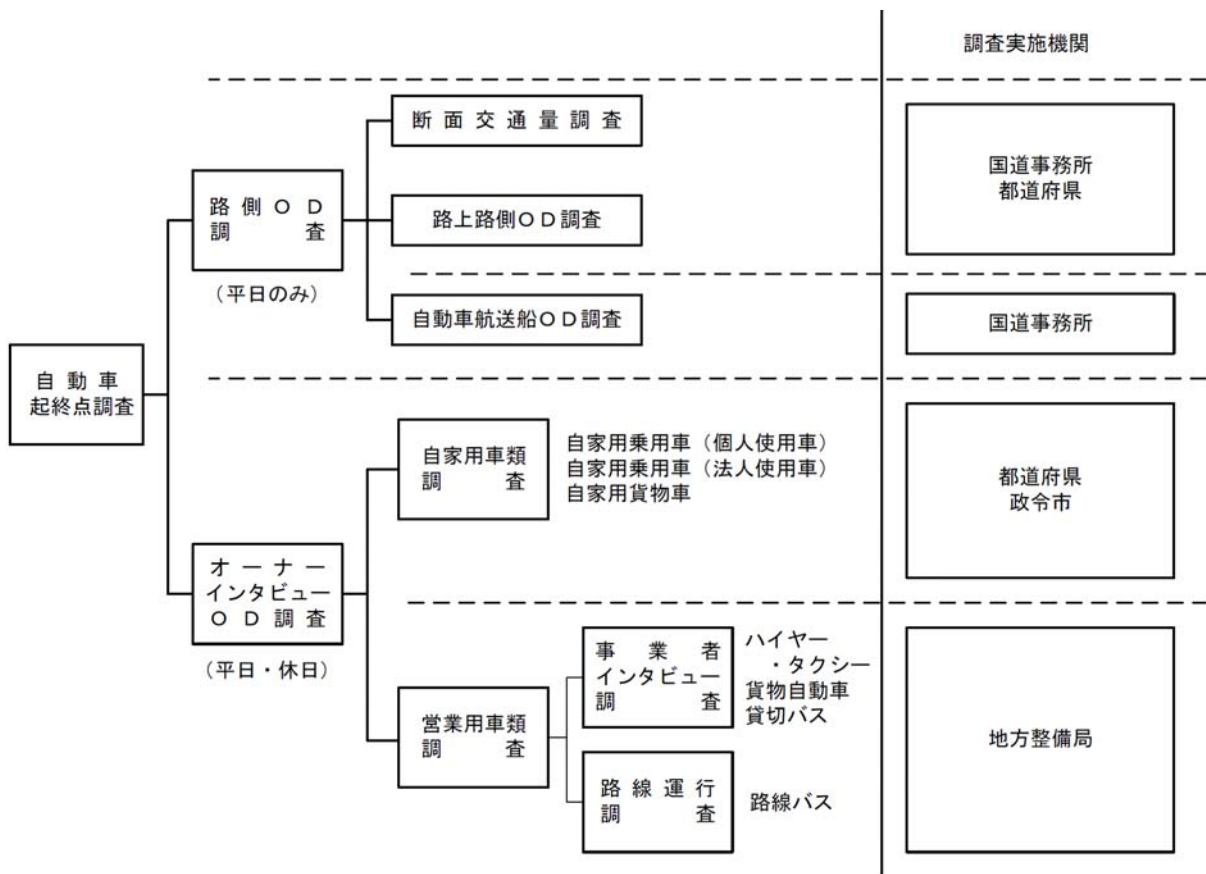 調査実施機関
断面交通量調査
路側ＯＤ
調査
(平日のみ)
路上路側ＯＤ調査
国道事務所
都道府県
自動車航送船ＯＤ調査
国道事務所
自動車
起終点調査
自家用車類
調査
自家用乗用車（個人使用車）
自家用乗用車（法人使用車）
自家用貨物車
都道府県
政令市
オーナー
インタビュー
ＯＤ調査
(平日・休日)
営業用車類
調査
事業者
インタビュー
調査
ハイヤー
・タクシー
貨物自動車
貸切バス
路線運行
調査
路線バス
地方整備局